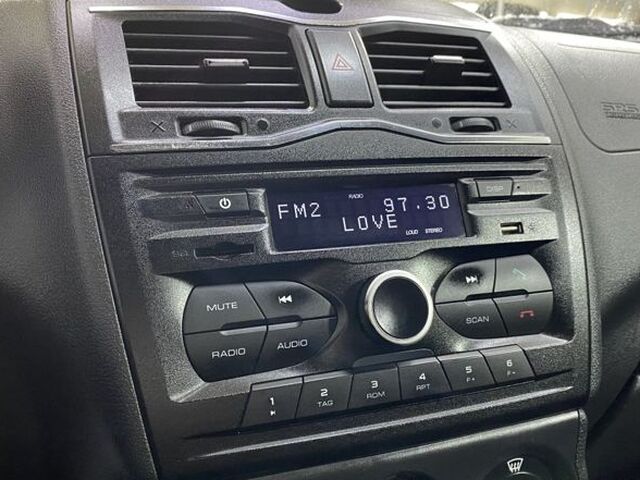 RADIO
FM2 97.30
LOVE
LOUD STEREO
DISP
SD
MUTE
SCAN
RADIO
AUDIO
1
2
TAG
3
RDM
4
RPT
5
F-
6
F+